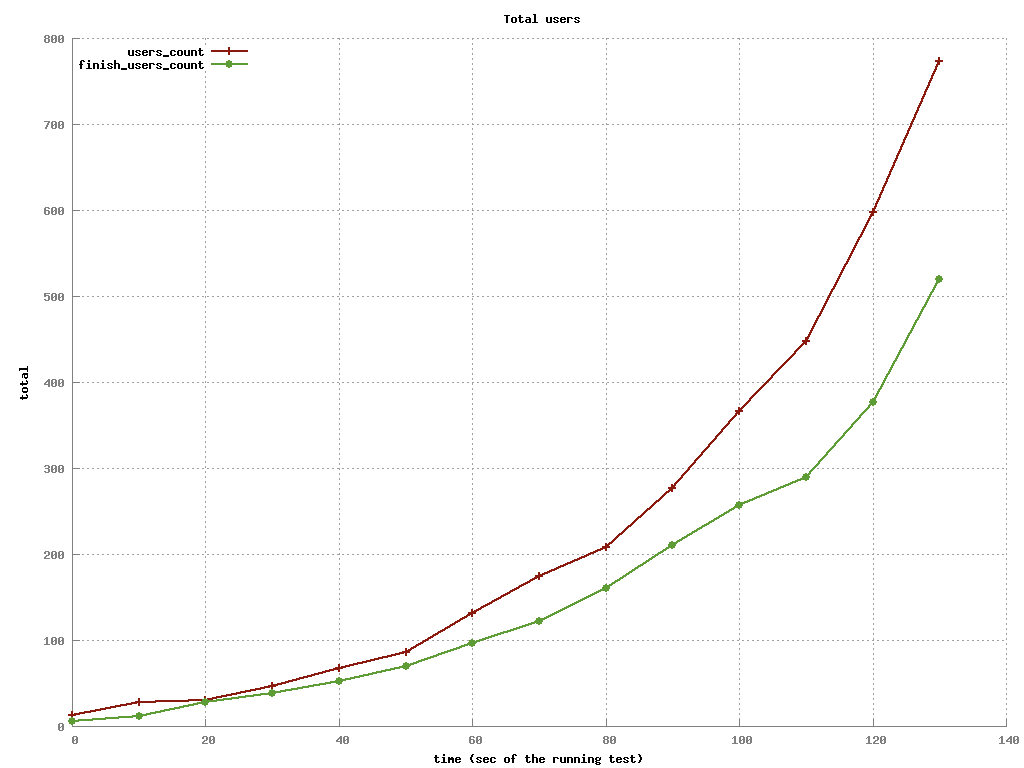 Total users
users_count
finish_users_count
800
700
600
500
400
300
200
100
0
total
0 20 40 60 80 100 120 140
time (sec of the running test)